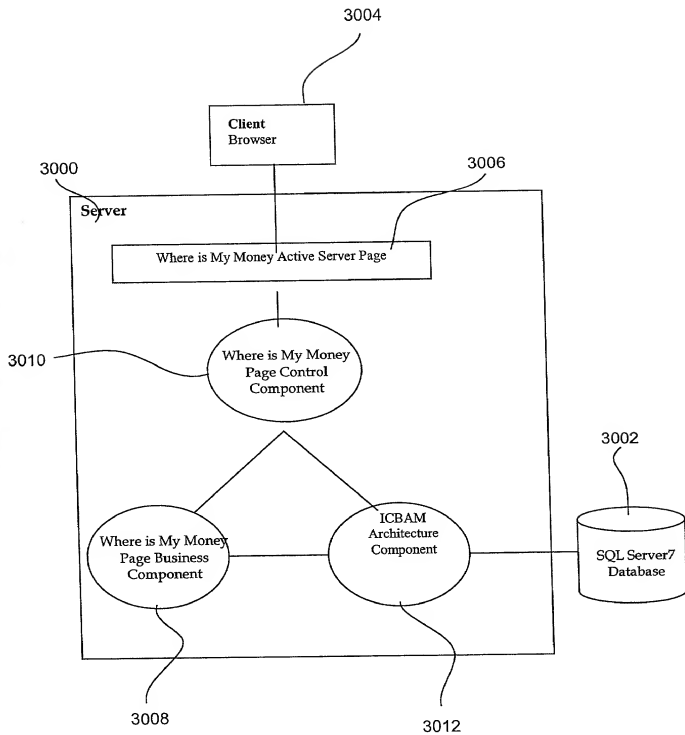 3004
Client
Browser
3000
3006
Server
Where is My Money Active Server Page
3010
Where is My Money
Page Control
Component
3002
Where is My Money
Page Business
Component
ICBAM
Architecture
Component
SQL Server7
Database
3008
3012